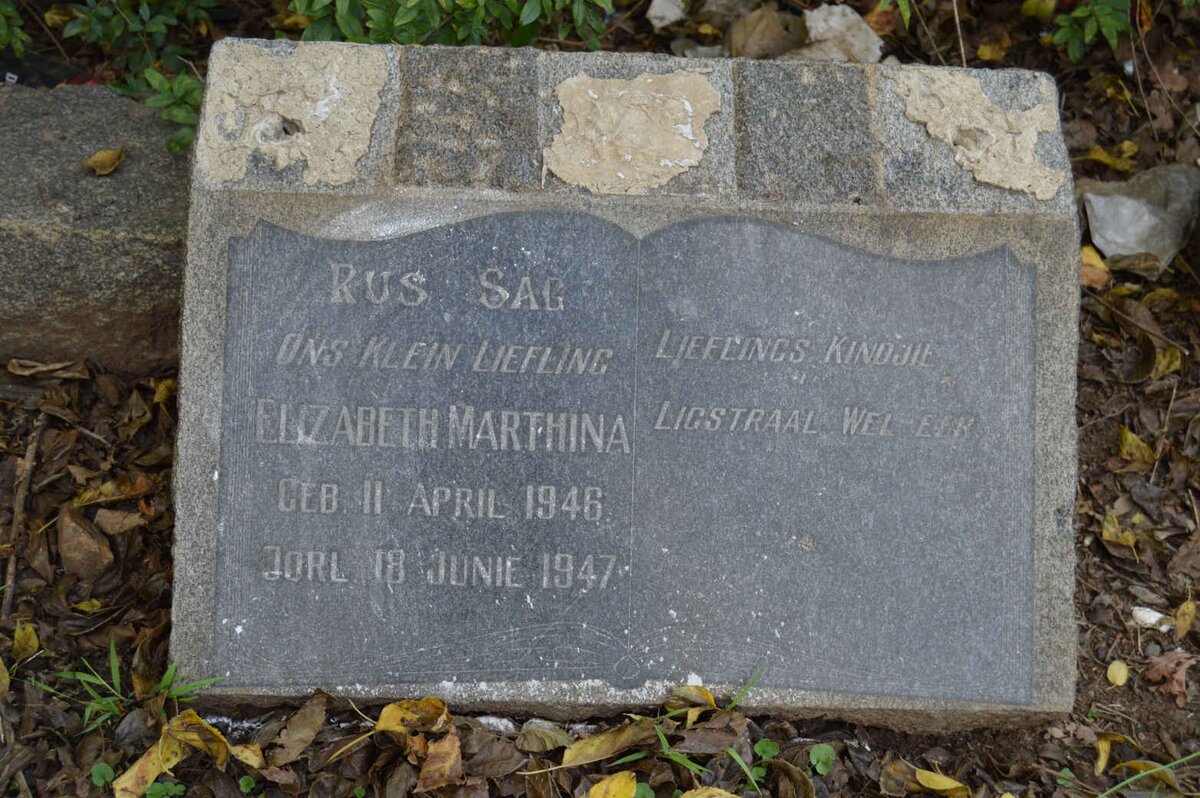 RUS SAG
ONS KLEIN LIEFLING
ELIZABETH MARTHINA
GEB. 11 APRIL 1946
OORL. 18 JUNIE 1947
LIEFLINGS KINDJIE
LIGSTRAAL WEL